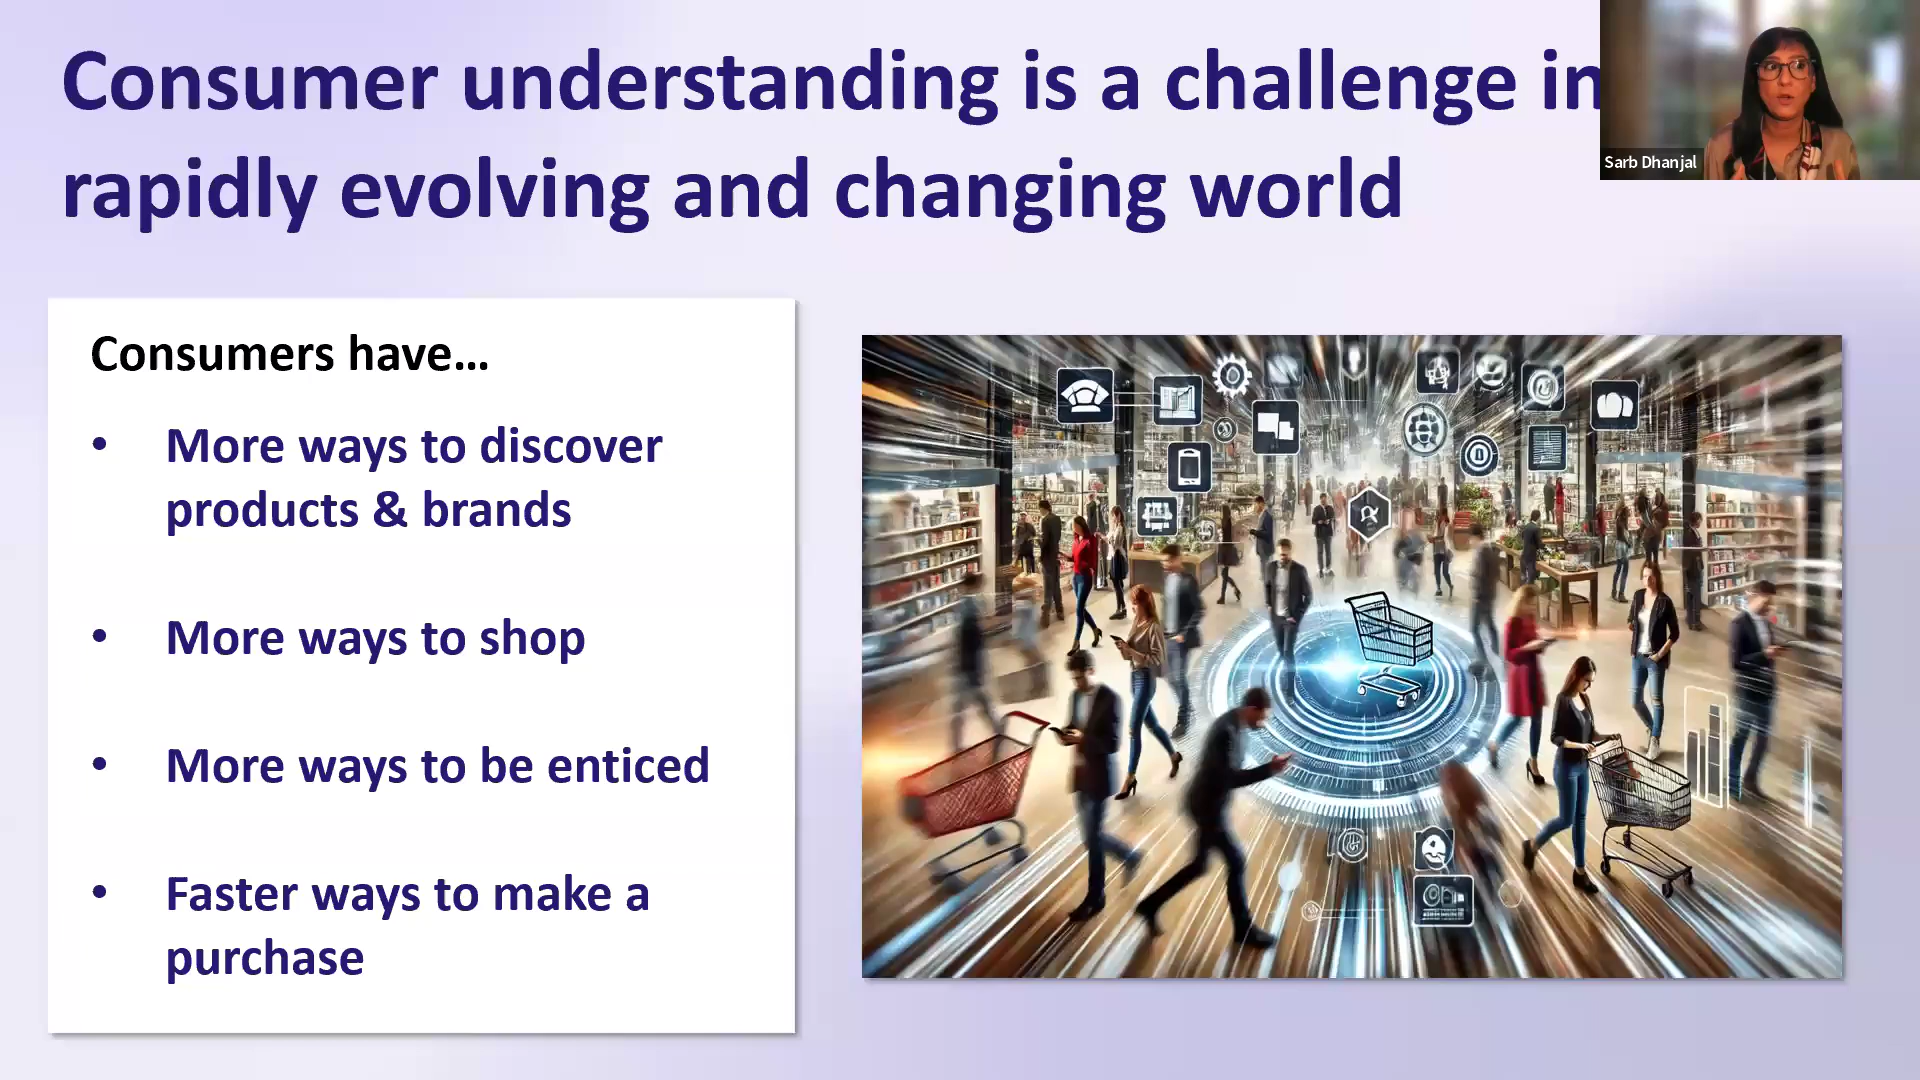 Consumer understanding is a challenge in
rapidly evolving and changing world
Sarb Dhanjal
Consumers have...
• More ways to discover
products & brands
• More ways to shop
• More ways to be enticed
• Faster ways to make a
purchase